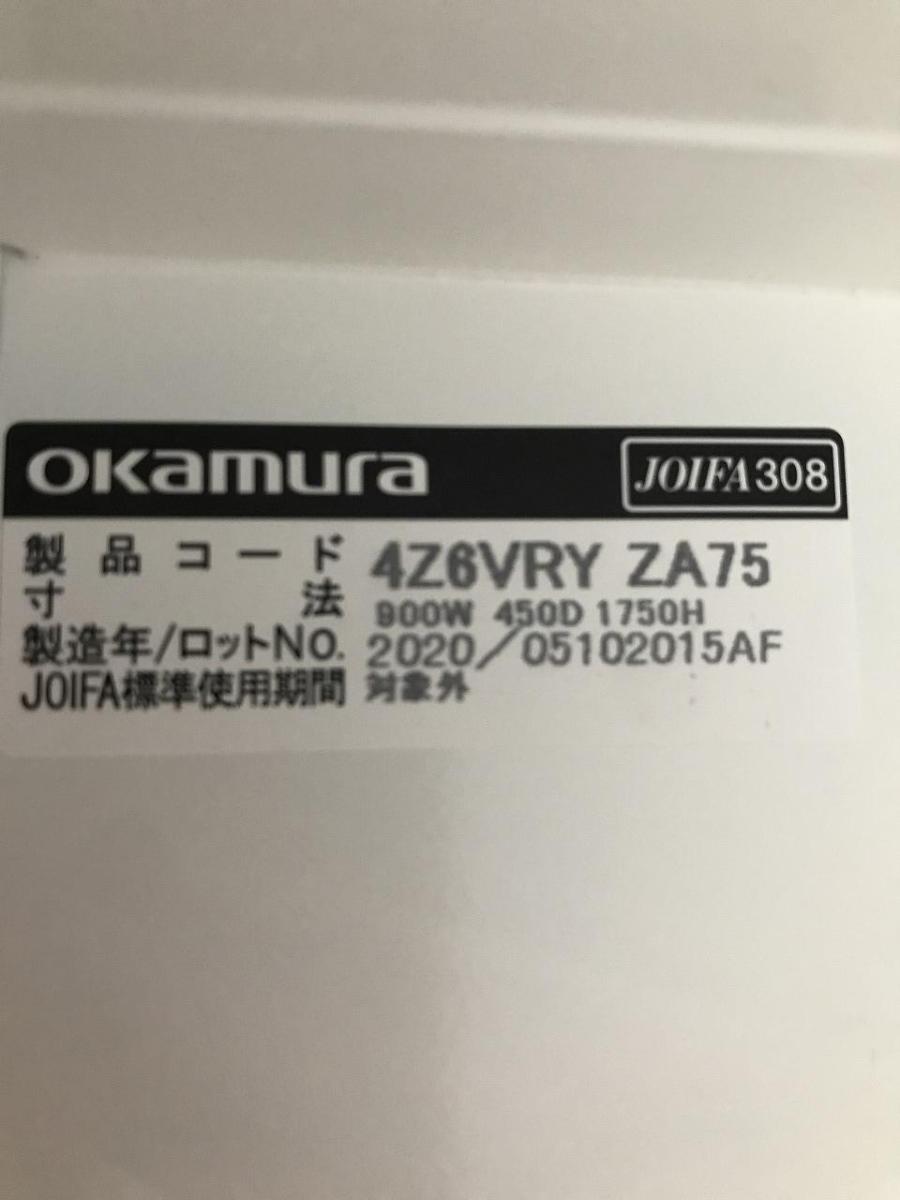 OKamura JOIFA308
製品コード 4Z6VRY ZA75
寸法 900W 450D 1750H
製造年/ロットNo. 2020/05102015AF
JOIFA標準使用期間 対象外